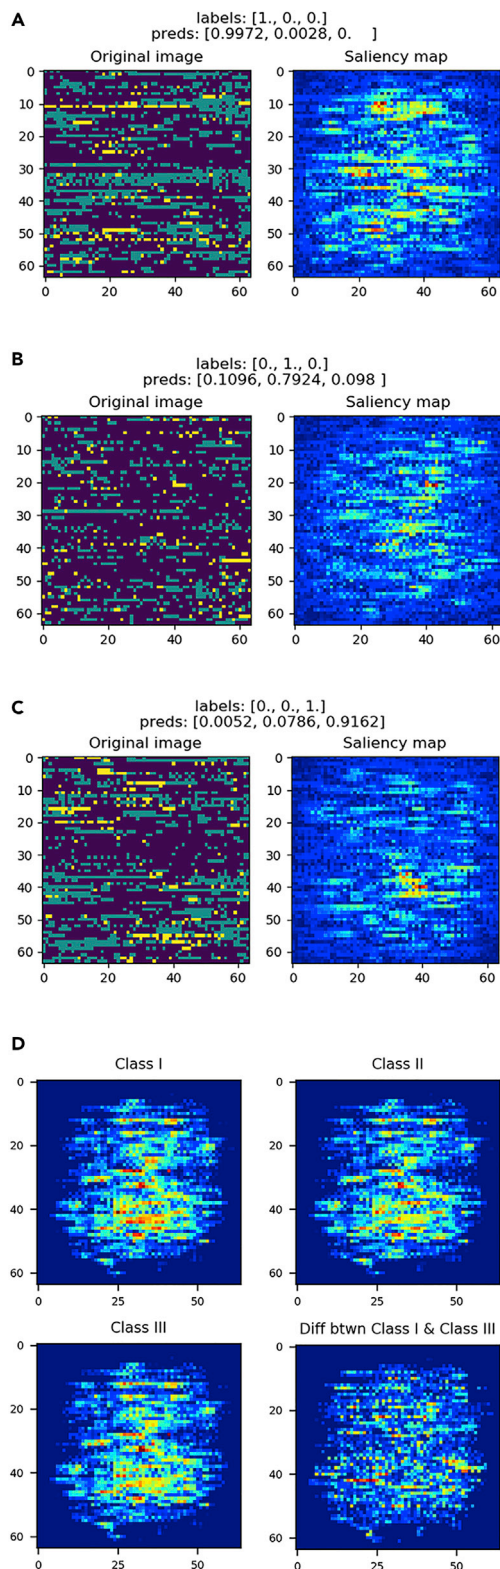 A
labels: [1., 0., 0.]
preds: [0.9972, 0.0028, 0. ]
Original image
Saliency map
0
10
20
30
40
50
60
0 20 40 60
0
10
20
30
40
50
60
0 20 40 60
B
labels: [0., 1., 0.]
preds: [0.1096, 0.7924, 0.098 ]
Original image
Saliency map
0
10
20
30
40
50
60
0 20 40 60
0
10
20
30
40
50
60
0 20 40 60
C
labels: [0., 0., 1.]
preds: [0.0052, 0.0786, 0.9162]
Original image
Saliency map
0
10
20
30
40
50
60
0 20 40 60
0
10
20
30
40
50
60
0 20 40 60
D
Class I
Class II
0
20
40
60
0 25 50
0
20
40
60
0 25 50
Class III
Diff btwn Class I & Class III
0
20
40
60
0 25 50
0
20
40
60
0 25 50